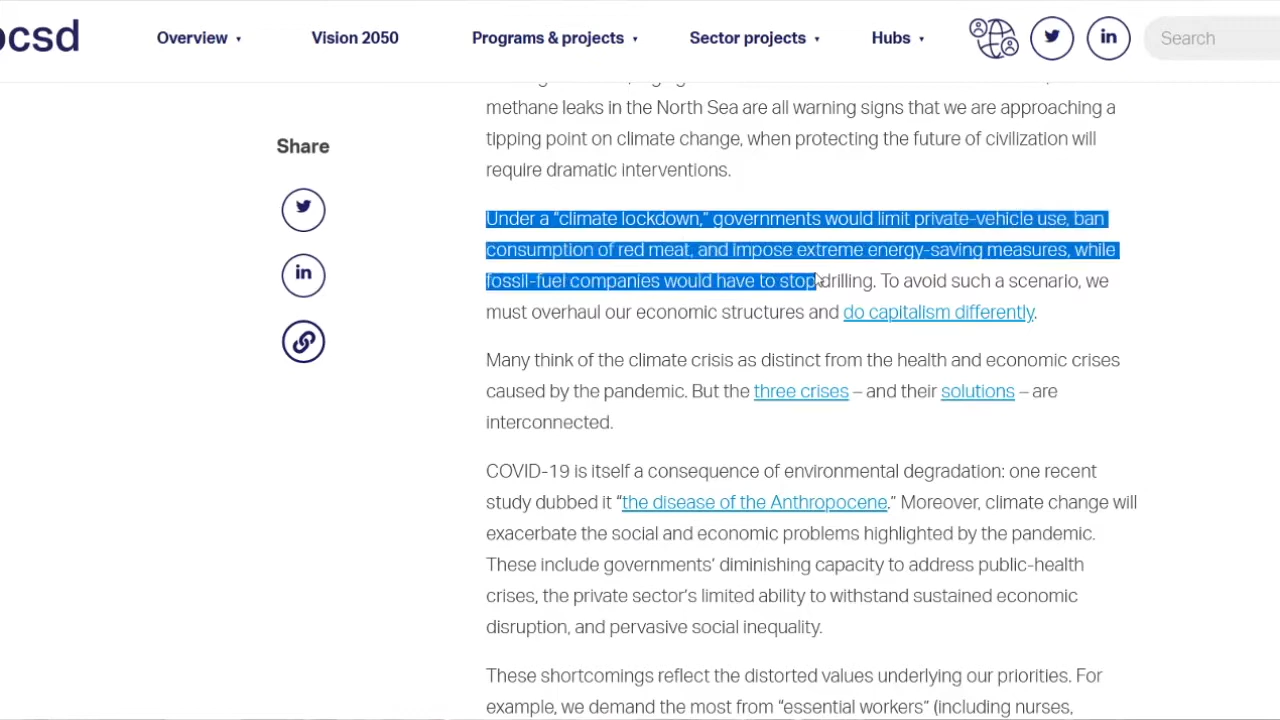 bcsd
Overview
Vision 2050
Programs & projects
Sector projects
Hubs
in
Search
methane leaks in the North Sea are all warning signs that we are approaching a
tipping point on climate change, when protecting the future of civilization will
require dramatic interventions.
Share
in
Under a “climate lockdown,” governments would limit private-vehicle use, ban
consumption of red meat, and impose extreme energy-saving measures, while
fossil-fuel companies would have to stop drilling. To avoid such a scenario, we
must overhaul our economic structures and do capitalism differently.
Many think of the climate crisis as distinct from the health and economic crises
caused by the pandemic. But the three crises – and their solutions – are
interconnected.
COVID-19 is itself a consequence of environmental degradation: one recent
study dubbed it “the disease of the Anthropocene.” Moreover, climate change will
exacerbate the social and economic problems highlighted by the pandemic.
These include governments’ diminishing capacity to address public-health
crises, the private sector’s limited ability to withstand sustained economic
disruption, and pervasive social inequality.
These shortcomings reflect the distorted values underlying our priorities. For
example, we demand the most from “essential workers” (including nurses,